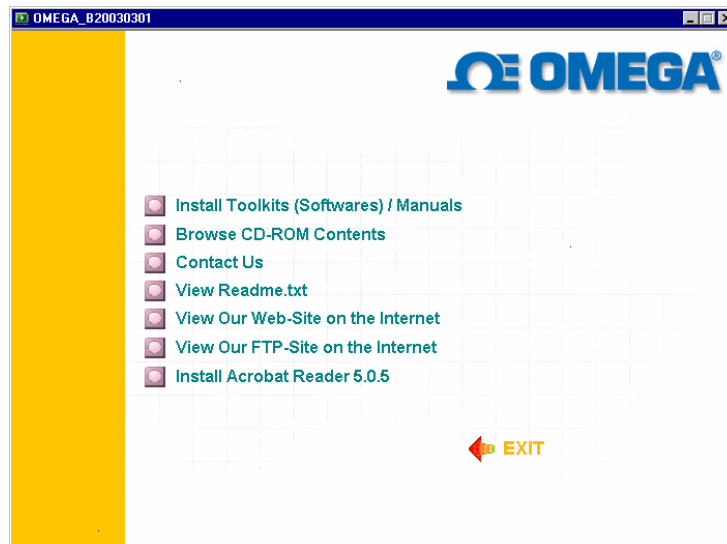 OMEGA_B20030301
OMEGA®
Install Toolkits (Softwares) / Manuals
Browse CD-ROM Contents
Contact Us
View Readme.txt
View Our Web-Site on the Internet
View Our FTP-Site on the Internet
Install Acrobat Reader 5.0.5
EXIT